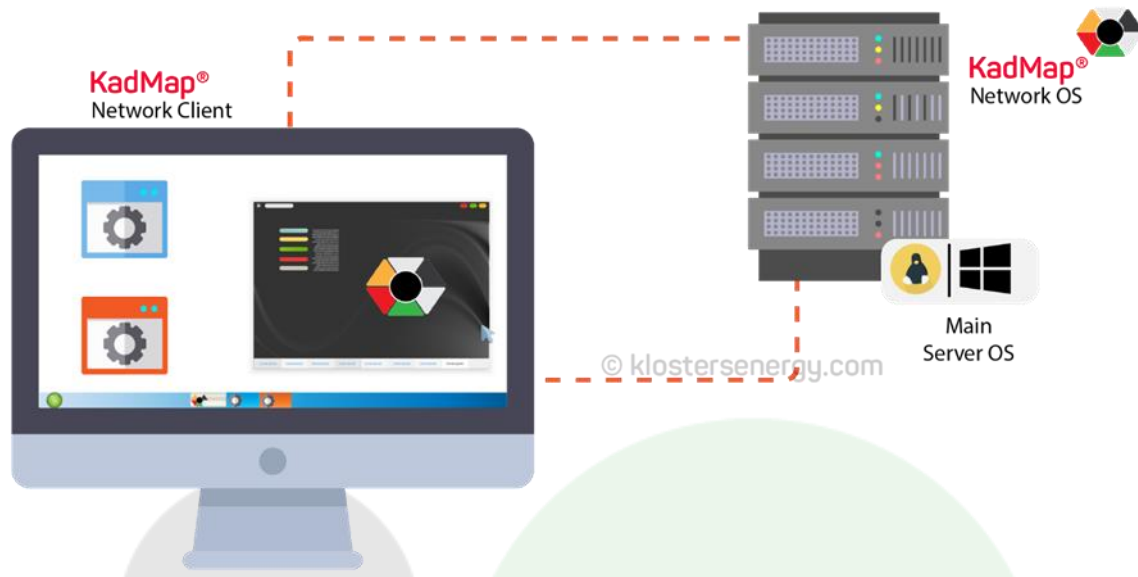 KadMap®
Network Client
KadMap®
Network OS
Main
Server OS
© klostersenergy.com